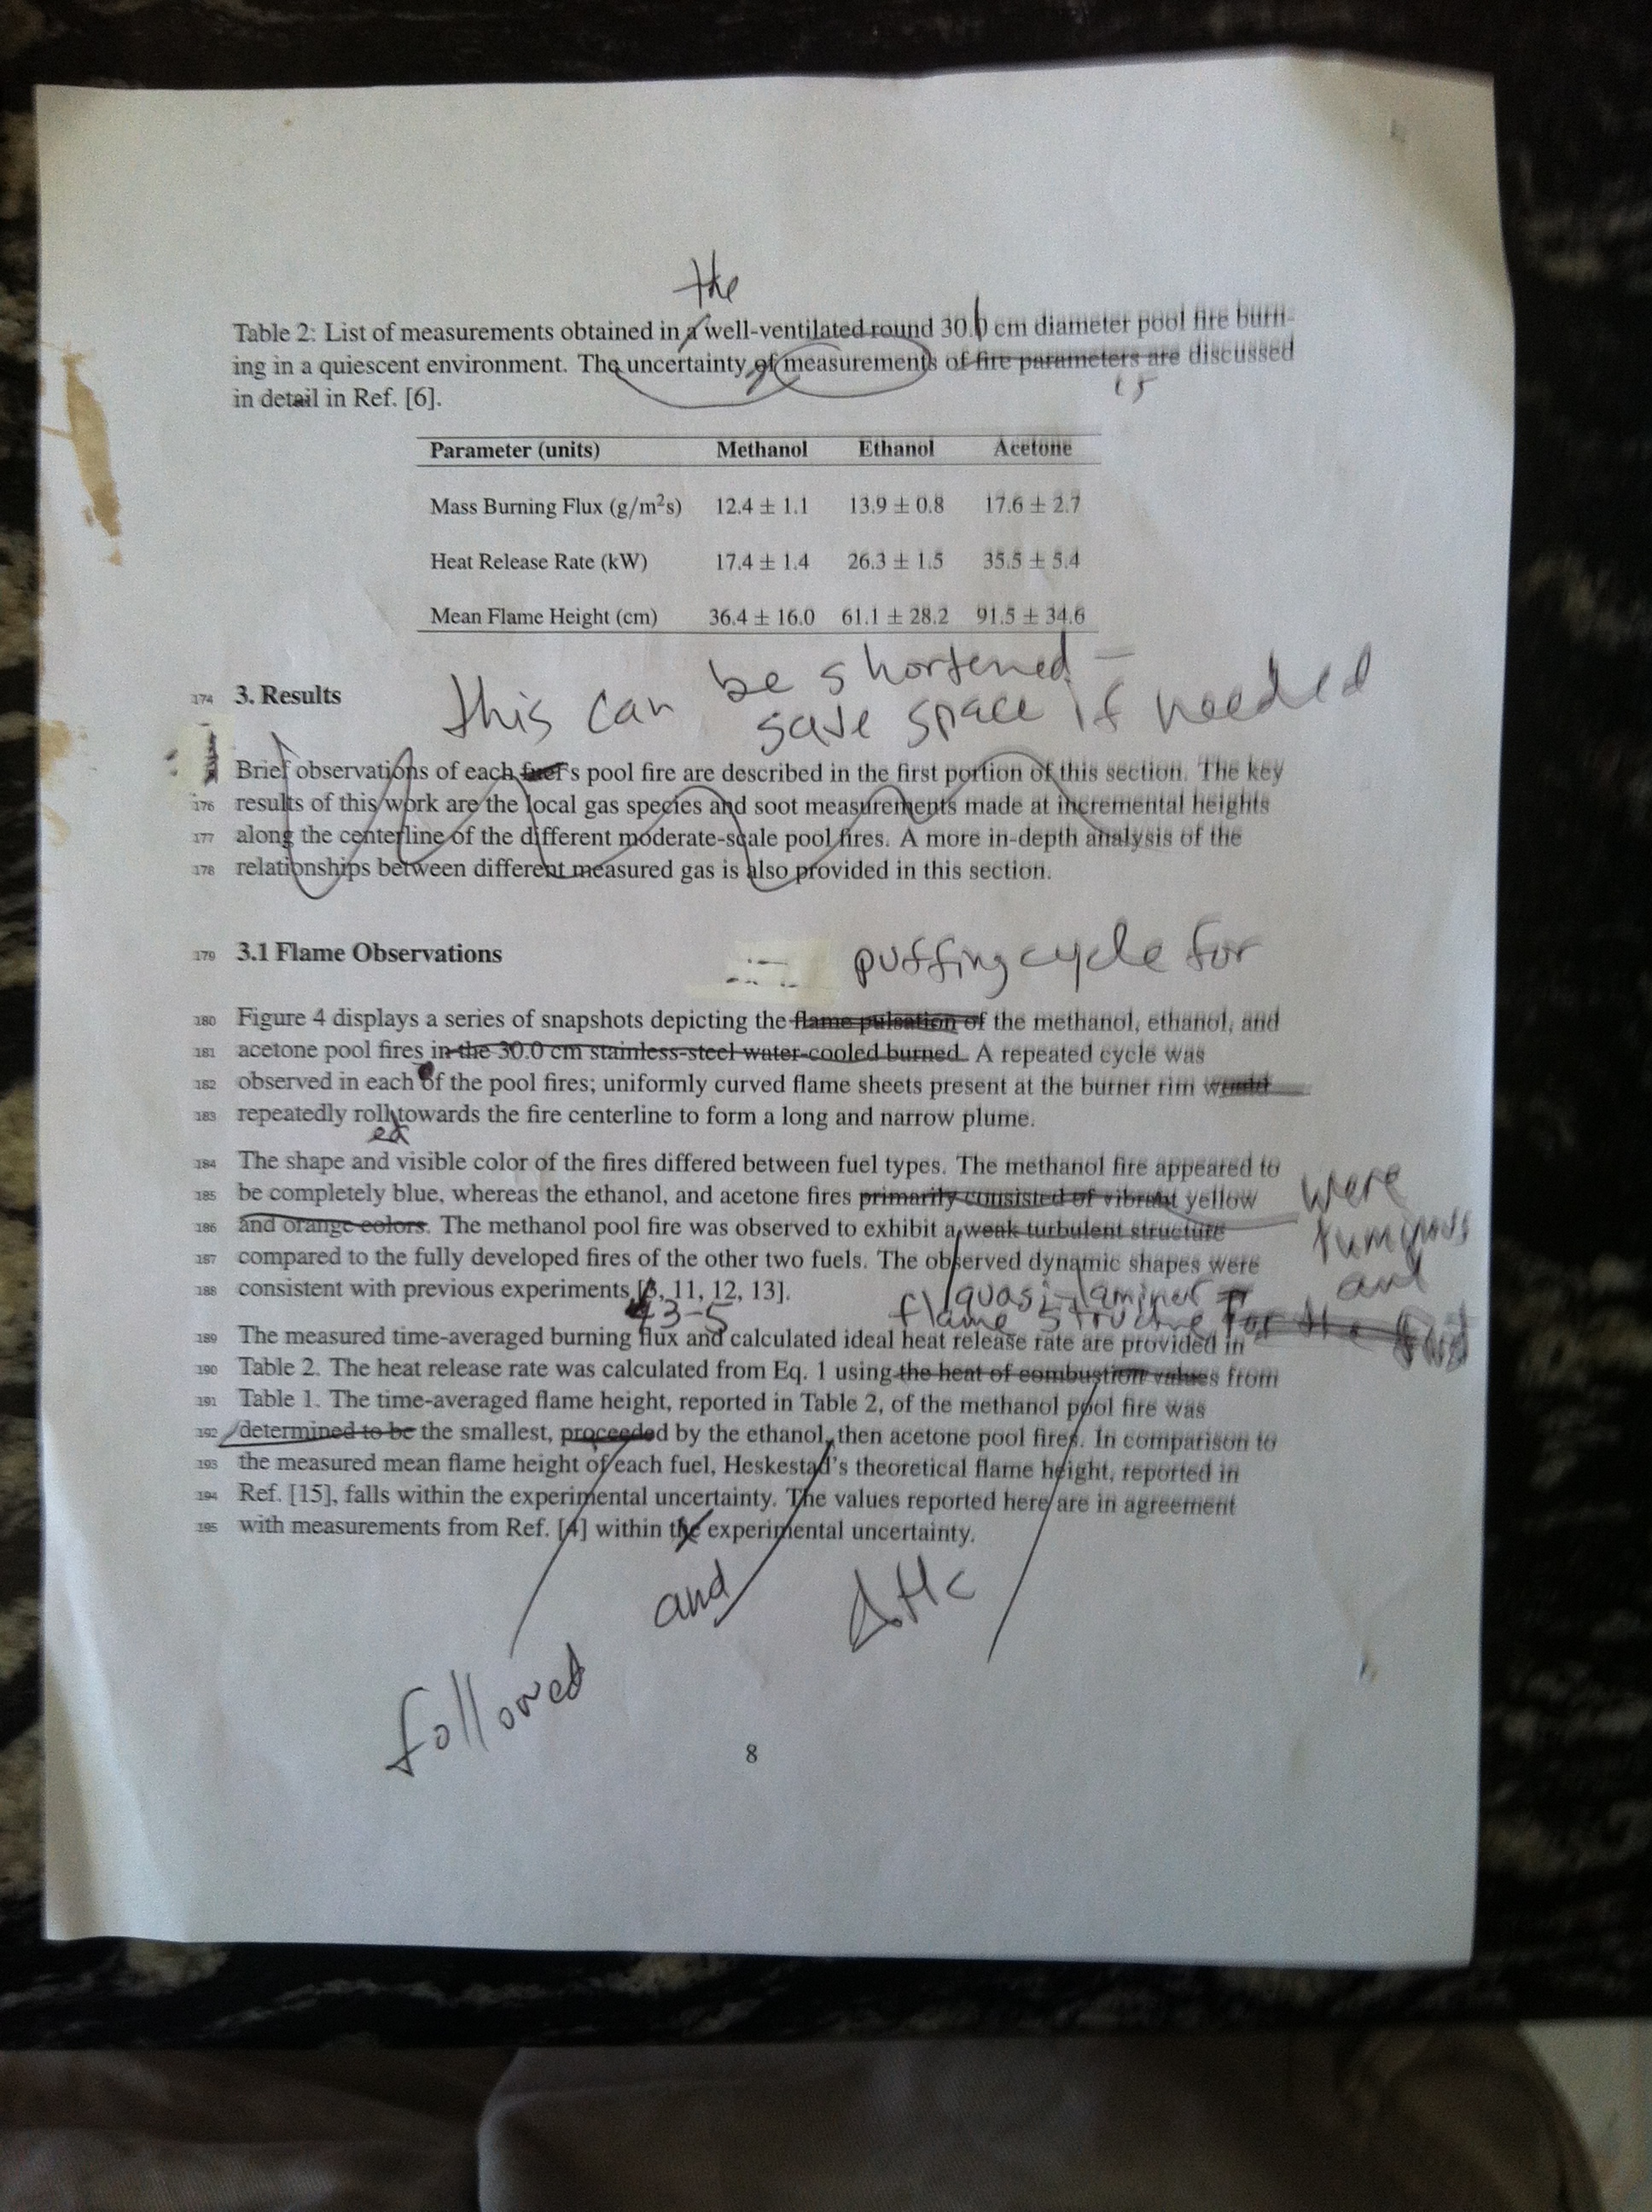 the
Table 2: List of measurements obtained in a well-ventilated round 30.0 cm diameter pool fire burn-
ing in a quiescent environment. The uncertainty of measurements of fire parameters are discussed
is
in detail in Ref. [6].
Parameter (units) Methanol Ethanol Acetone
Mass Burning Flux (g/m²s) 12.4 ± 1.1 13.9 ± 0.8 17.6 ± 2.7
Heat Release Rate (kW) 17.4 ± 1.4 26.3 ± 1.5 35.5 ± 5.4
Mean Flame Height (cm) 36.4 ± 16.0 61.1 ± 28.2 91.5 ± 34.6
this can be shortened –
save space if needed
174 3. Results
Brief observations of each fuel's pool fire are described in the first portion of this section. The key
176 results of this work are the local gas species and soot measurements made at incremental heights
177 along the centerline of the different moderate-scale pool fires. A more in-depth analysis of the
178 relationships between different measured gas is also provided in this section.
179 3.1 Flame Observations
puffing cycle for
180 Figure 4 displays a series of snapshots depicting the flame pulsation of the methanol, ethanol, and
181 acetone pool fires in the 30.0 cm stainless-steel water-cooled burned. A repeated cycle was
182 observed in each of the pool fires; uniformly curved flame sheets present at the burner rim would
183 repeatedly roll towards the fire centerline to form a long and narrow plume.
ed
184 The shape and visible color of the fires differed between fuel types. The methanol fire appeared to
185 be completely blue, whereas the ethanol, and acetone fires primarily consisted of vibrant yellow
were
luminous
and
186 and orange colors. The methanol pool fire was observed to exhibit a weak turbulent structure
187 compared to the fully developed fires of the other two fuels. The observed dynamic shapes were
188 consistent with previous experiments [3, 11, 12, 13].
quasi-laminer
flame structure for the
3-5
189 The measured time-averaged burning flux and calculated ideal heat release rate are provided in
190 Table 2. The heat release rate was calculated from Eq. 1 using the heat of combustion values from
191 Table 1. The time-averaged flame height, reported in Table 2, of the methanol pool fire was
192 determined to be the smallest, proceeded by the ethanol, then acetone pool fires. In comparison to
193 the measured mean flame height of each fuel, Heskestad's theoretical flame height, reported in
194 Ref. [15], falls within the experimental uncertainty. The values reported here are in agreement
195 with measurements from Ref. [4] within the experimental uncertainty.
followed
and
ΔHc
8